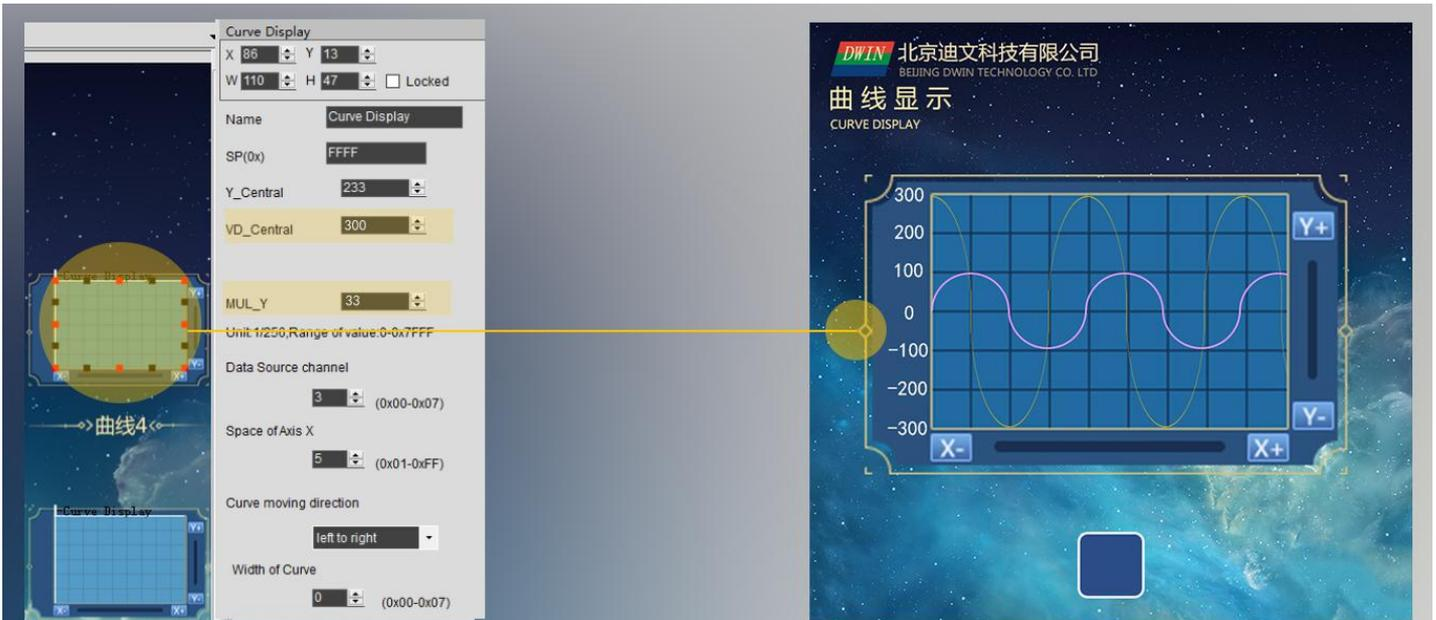 Curve Display
X 86 Y 13
W 110 H 47 Locked
Name Curve Display
SP(0x) FFFF
Y_Central 233
VD_Central 300
MUL_Y 33
Unit:1/256,Range of value:0-0x7FFF
Data Source channel
3 (0x00-0x07)
Space of Axis X
5 (0x01-0xFF)
Curve moving direction
left to right
Width of Curve
0 (0x00-0x07)
Curve Display
Y+
Y-
X- X+
曲线4
Curve Display
Y+
Y-
X- X+
DWIN 北京迪文科技有限公司
BEIJING DWIN TECHNOLOGY CO. LTD
曲线显示
CURVE DISPLAY
300
200
100
0
-100
-200
-300
Y+
Y-
X- X+